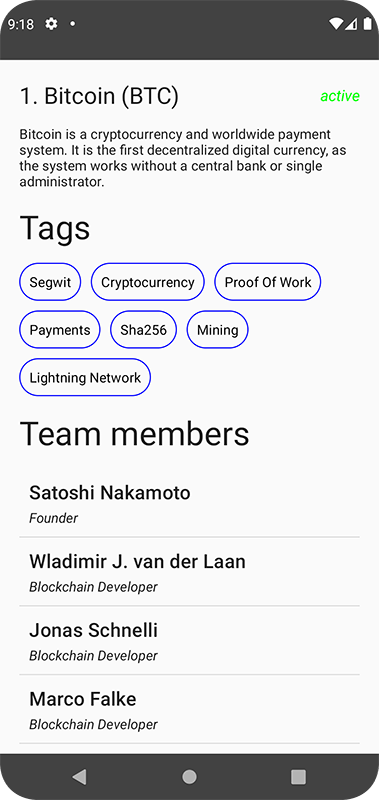 9:18
1. Bitcoin (BTC) active
Bitcoin is a cryptocurrency and worldwide payment
system. It is the first decentralized digital currency, as
the system works without a central bank or single
administrator.
Tags
Segwit Cryptocurrency Proof Of Work
Payments Sha256 Mining
Lightning Network
Team members
Satoshi Nakamoto
Founder
Wladimir J. van der Laan
Blockchain Developer
Jonas Schnelli
Blockchain Developer
Marco Falke
Blockchain Developer